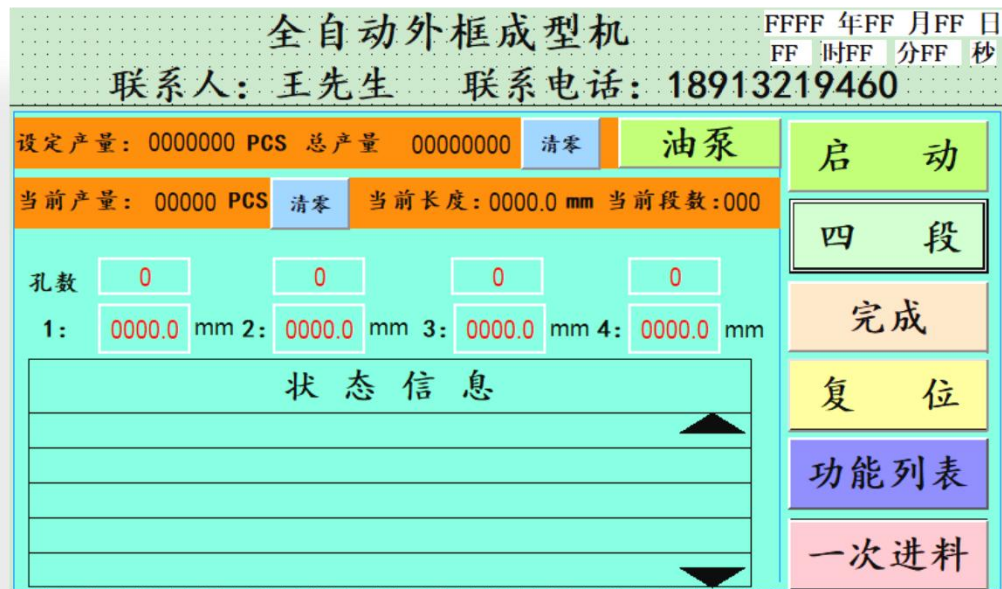 全自动外框成型机
FFFF 年FF 月FF 日
FF 时FF 分FF 秒
联系人：王先生 联系电话：18913219460
设定产量： 0000000 PCS 总产量 00000000 清零 油泵
启 动
当前产量： 00000 PCS 清零 当前长度：0000.0 mm 当前段数：000
四 段
孔数 0 0 0 0
完成
1： 0000.0 mm 2： 0000.0 mm 3： 0000.0 mm 4： 0000.0 mm
状 态 信 息
复 位
功能列表
一次进料